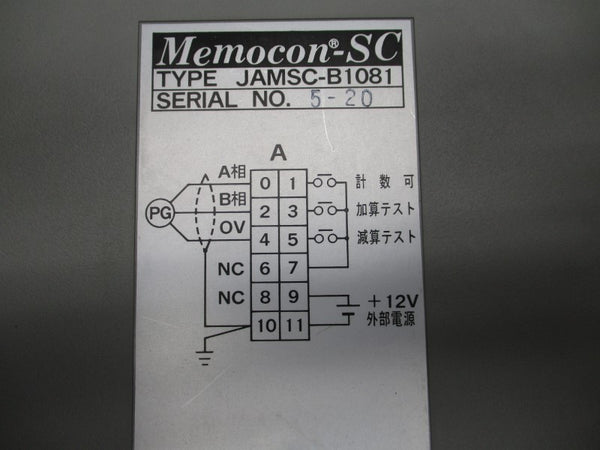 Memocon®-SC
TYPE JAMSC-B1081
SERIAL NO. 5-20
A
A相 0 1 計数可
PG B相 2 3 加算テスト
0V 4 5 減算テスト
NC 6 7
NC 8 9 +12V
10 11 外部電源